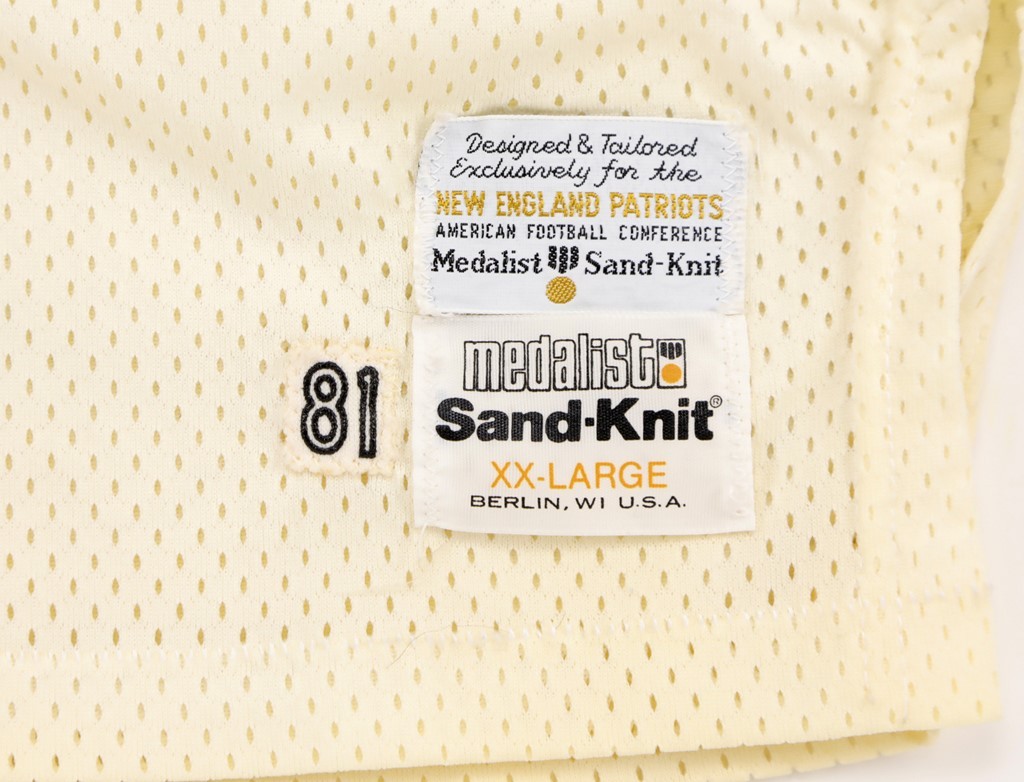 Designed & Tailored
Exclusively for the
NEW ENGLAND PATRIOTS
AMERICAN FOOTBALL CONFERENCE
Medalist Sand-Knit
81
medalist
Sand-Knit®
XX-LARGE
BERLIN, WI U.S.A.